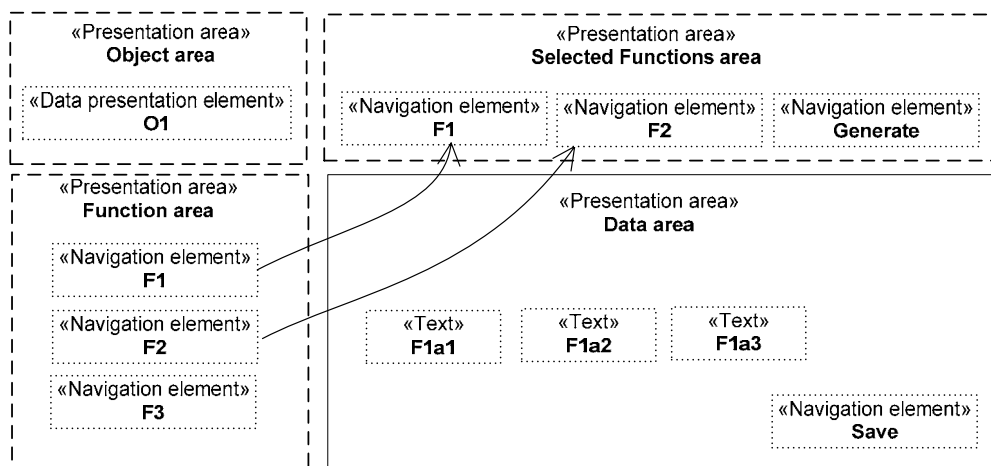 «Presentation area»
Object area
«Data presentation element»
O1
«Presentation area»
Selected Functions area
«Navigation element»
F1
«Navigation element»
F2
«Navigation element»
Generate
«Presentation area»
Function area
«Navigation element»
F1
«Navigation element»
F2
«Navigation element»
F3
«Presentation area»
Data area
«Text»
F1a1
«Text»
F1a2
«Text»
F1a3
«Navigation element»
Save